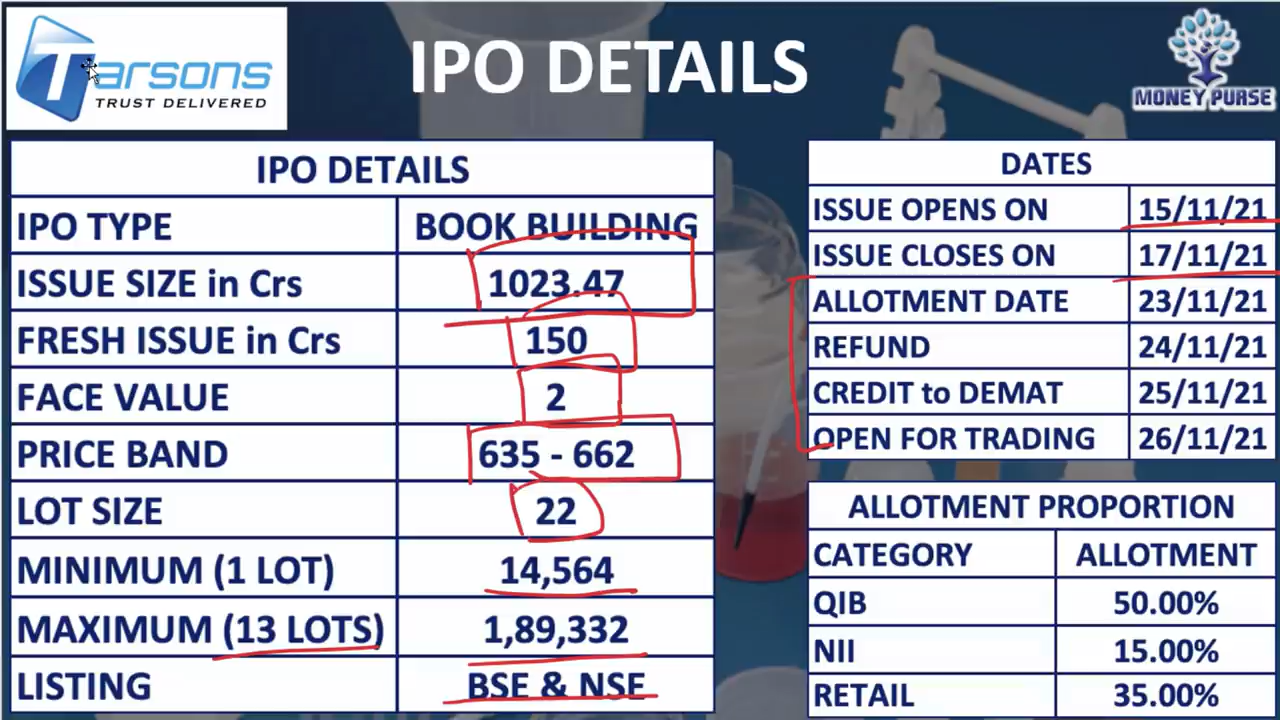 Tarsons
TRUST DELIVERED
IPO DETAILS
MONEY PURSE
IPO DETAILS
IPO TYPE BOOK BUILDING
ISSUE SIZE in Crs 1023.47
FRESH ISSUE in Crs 150
FACE VALUE 2
PRICE BAND 635 - 662
LOT SIZE 22
MINIMUM (1 LOT) 14,564
MAXIMUM (13 LOTS) 1,89,332
LISTING BSE & NSE
DATES
ISSUE OPENS ON 15/11/21
ISSUE CLOSES ON 17/11/21
ALLOTMENT DATE 23/11/21
REFUND 24/11/21
CREDIT to DEMAT 25/11/21
OPEN FOR TRADING 26/11/21
ALLOTMENT PROPORTION
CATEGORY ALLOTMENT
QIB 50.00%
NII 15.00%
RETAIL 35.00%